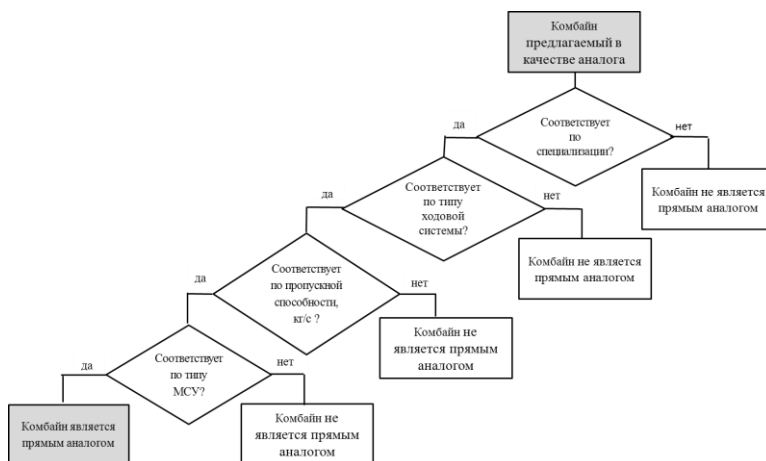 Комбайн
предлагаемый в
качестве аналога
да
Соответствует
по
специализации?
нет
да
Соответствует
по типу
ходовой
системы?
нет
Комбайн не является
прямым аналогом
да
Соответствует
по пропускной
способности,
кг/с ?
нет
Комбайн не является
прямым аналогом
да
Соответствует
по типу
МСУ?
нет
Комбайн не
является прямым
аналогом
Комбайн является
прямым аналогом
Комбайн не
является прямым
аналогом